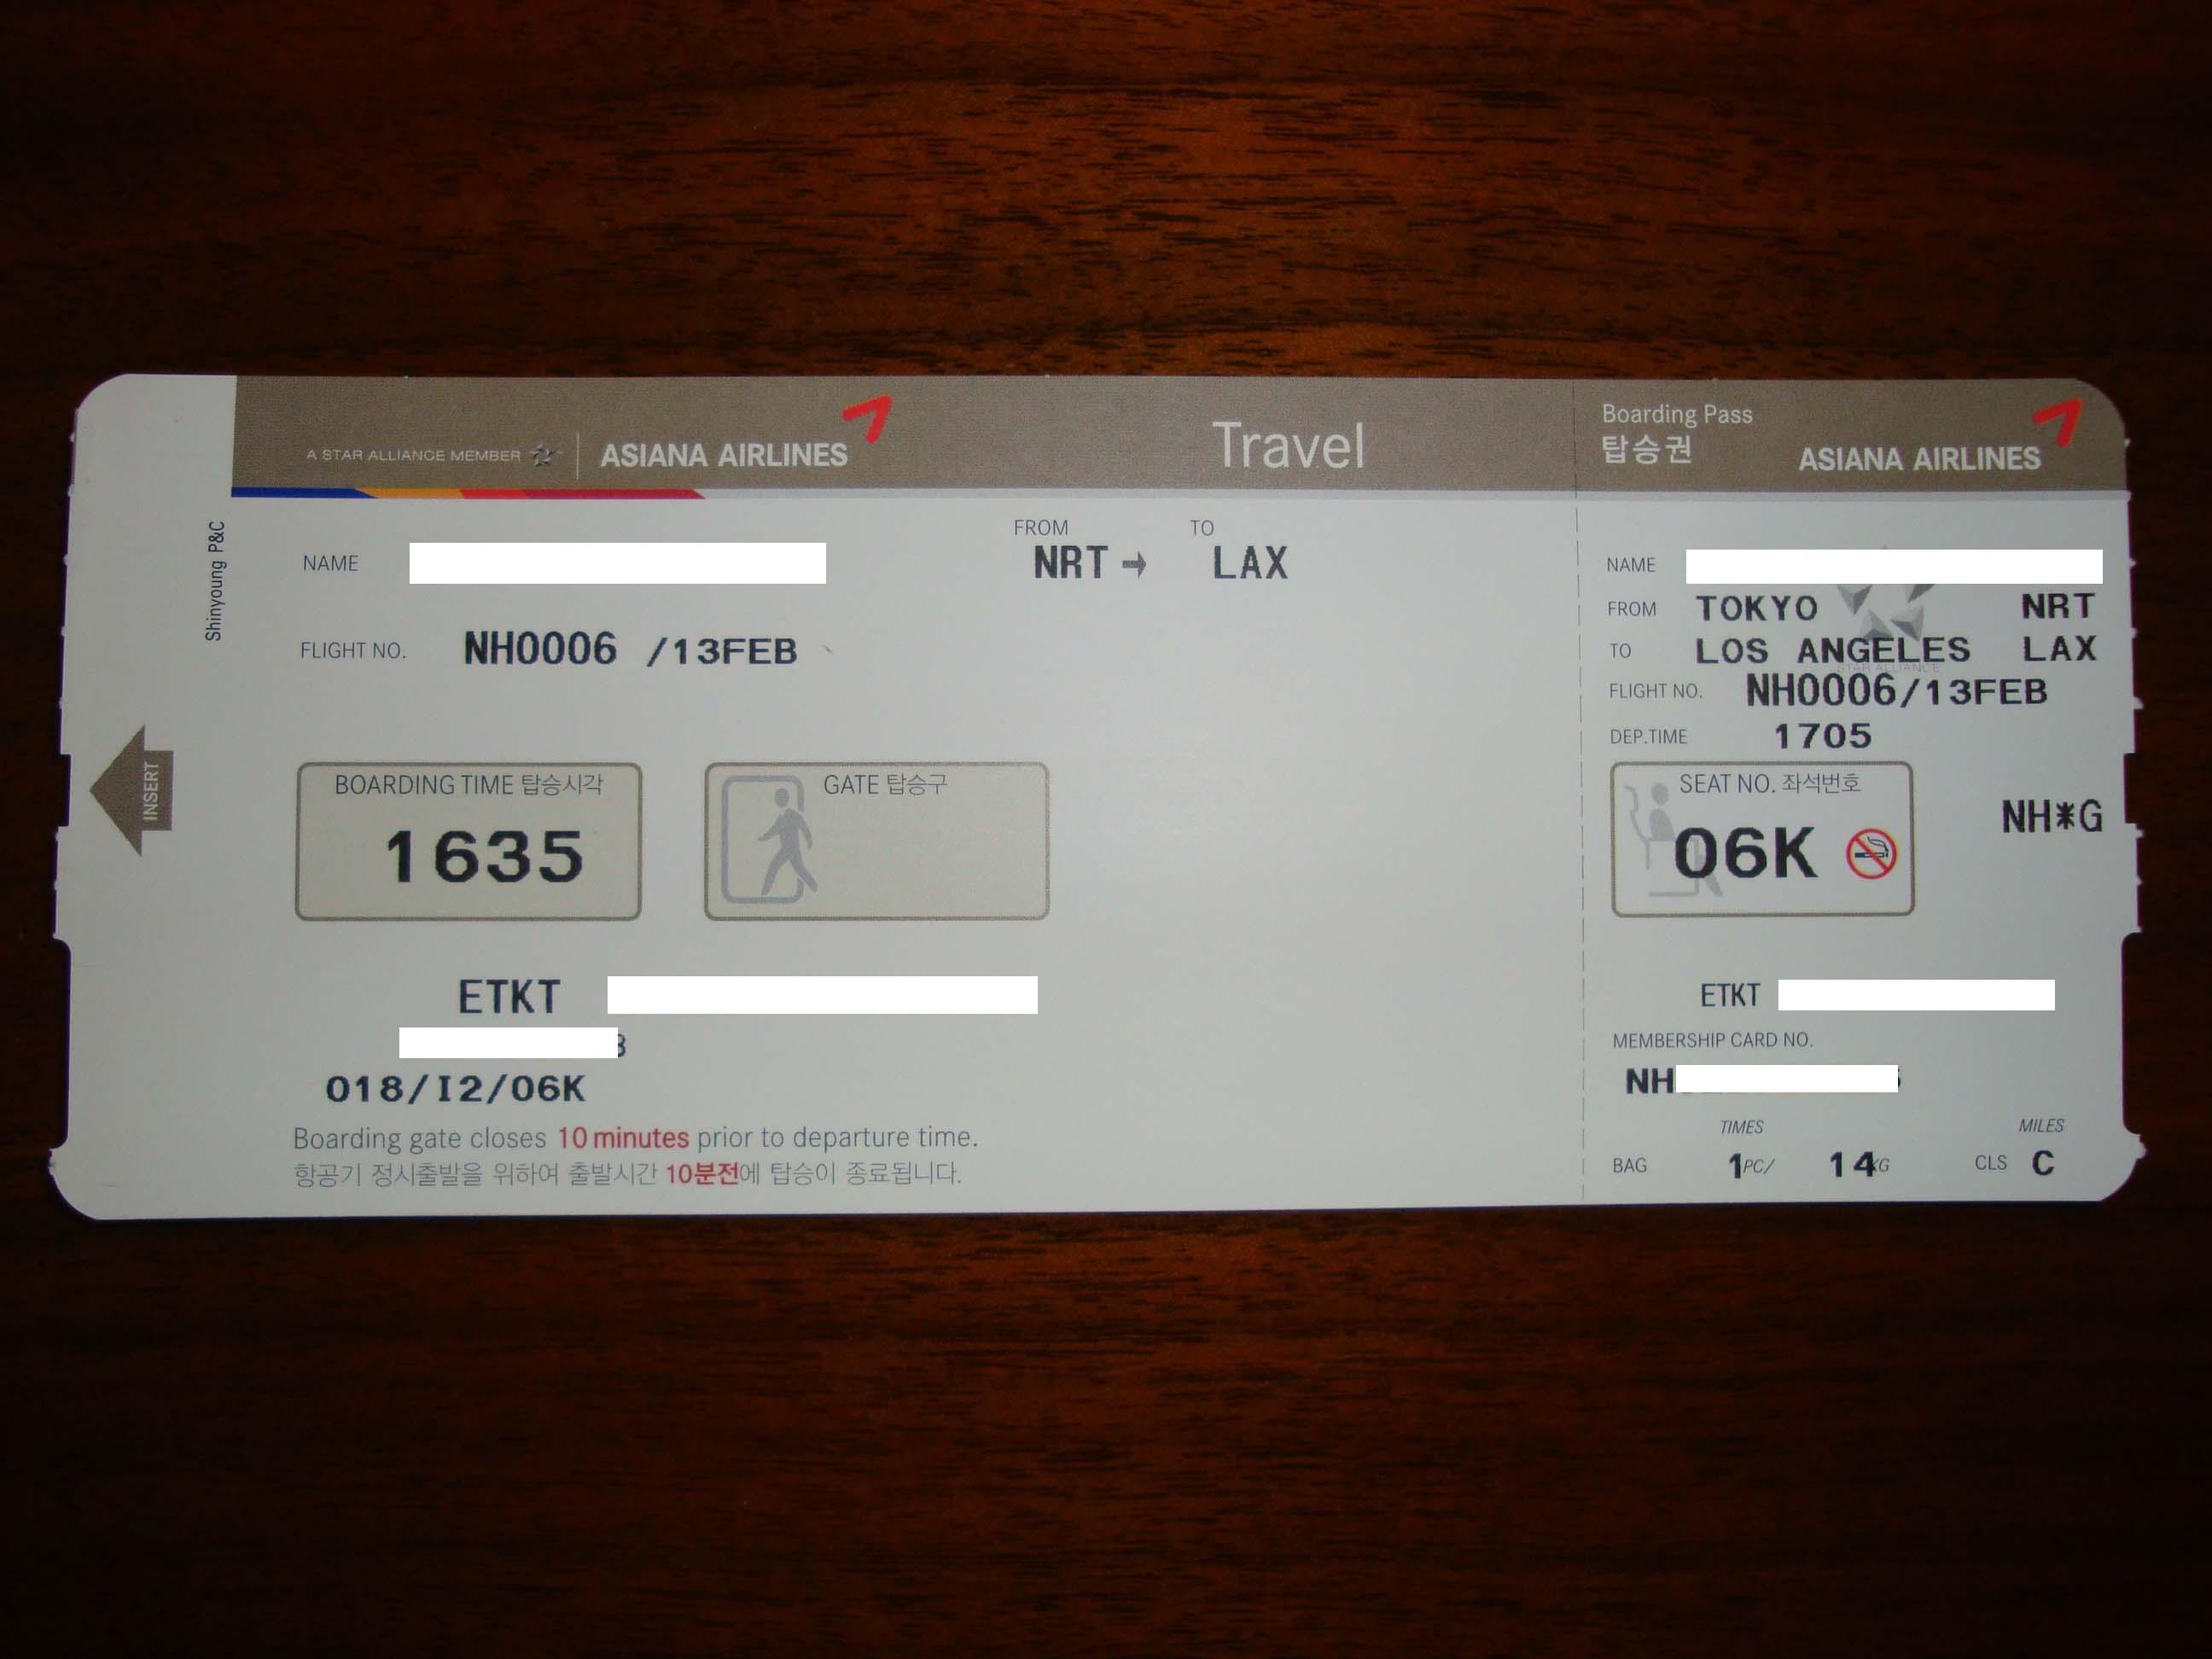 A STAR ALLIANCE MEMBER
ASIANA AIRLINES
Travel
Shinyoung P&C
INSERT
NAME
FROM TO
NRT → LAX
FLIGHT NO. NH0006 /13FEB
BOARDING TIME 탑승시각
1635
GATE 탑승구
ETKT
018/I2/06K
Boarding gate closes 10 minutes prior to departure time.
항공기 정시출발을 위하여 출발시간 10분전에 탑승이 종료됩니다.
Boarding Pass
탑승권
ASIANA AIRLINES
NAME
FROM TOKYO NRT
TO LOS ANGELES LAX
STAR ALLIANCE
FLIGHT NO. NH0006/13FEB
DEP.TIME 1705
SEAT NO. 좌석번호
06K
NH*G
ETKT
MEMBERSHIP CARD NO.
NH
TIMES MILES
BAG 1PC/ 14KG CLS C